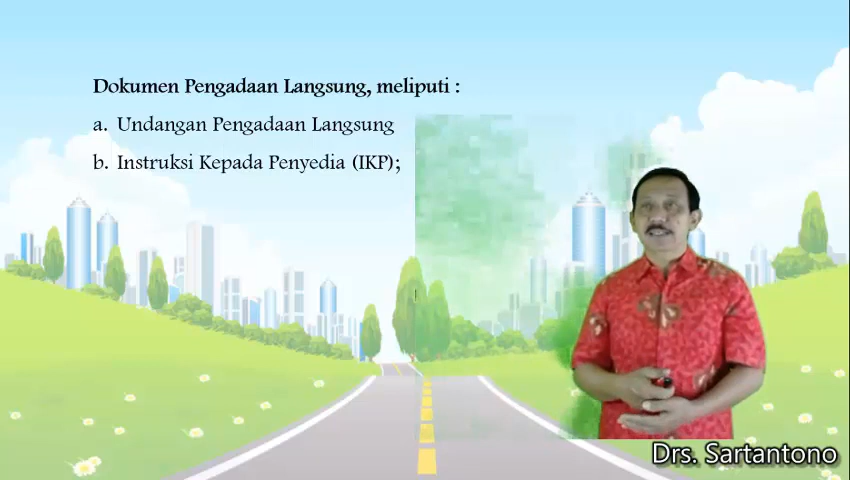 Dokumen Pengadaan Langsung, meliputi :
a. Undangan Pengadaan Langsung
b. Instruksi Kepada Penyedia (IKP);
Drs. Sartantono